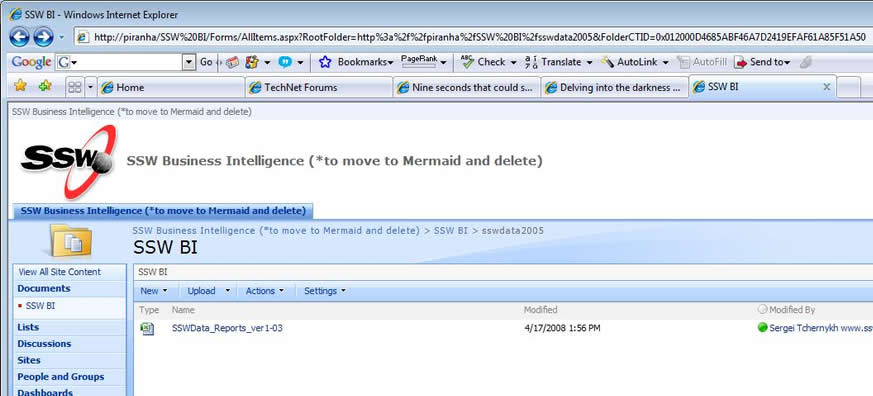 SSW BI - Windows Internet Explorer
http://piranha/SSW%20BI/Forms/AllItems.aspx?RootFolder=http%3a%2f%2fpiranha%2fSSW%20BI%2fsswdata2005&FolderCTID=0x012000D4685ABF46A7D2419EFAF61A85F51A50
Google G Go Bookmarks PageRank Check Translate AutoLink AutoFill Send to
Home TechNet Forums Nine seconds that could s... Delving into the darkness ... SSW BI X
SSW Business Intelligence (*to move to Mermaid and delete)
SSW SSW Business Intelligence (*to move to Mermaid and delete)
SSW Business Intelligence (*to move to Mermaid and delete)
SSW Business Intelligence (*to move to Mermaid and delete) > SSW BI > sswdata2005
SSW BI
View All Site Content
Documents
SSW BI
Lists
Discussions
Sites
People and Groups
Dashboards
SSW BI
New Upload Actions Settings
Type Name Modified Modified By
SSWData_Reports_ver1-03 4/17/2008 1:56 PM Sergei Tchernykh www.ss